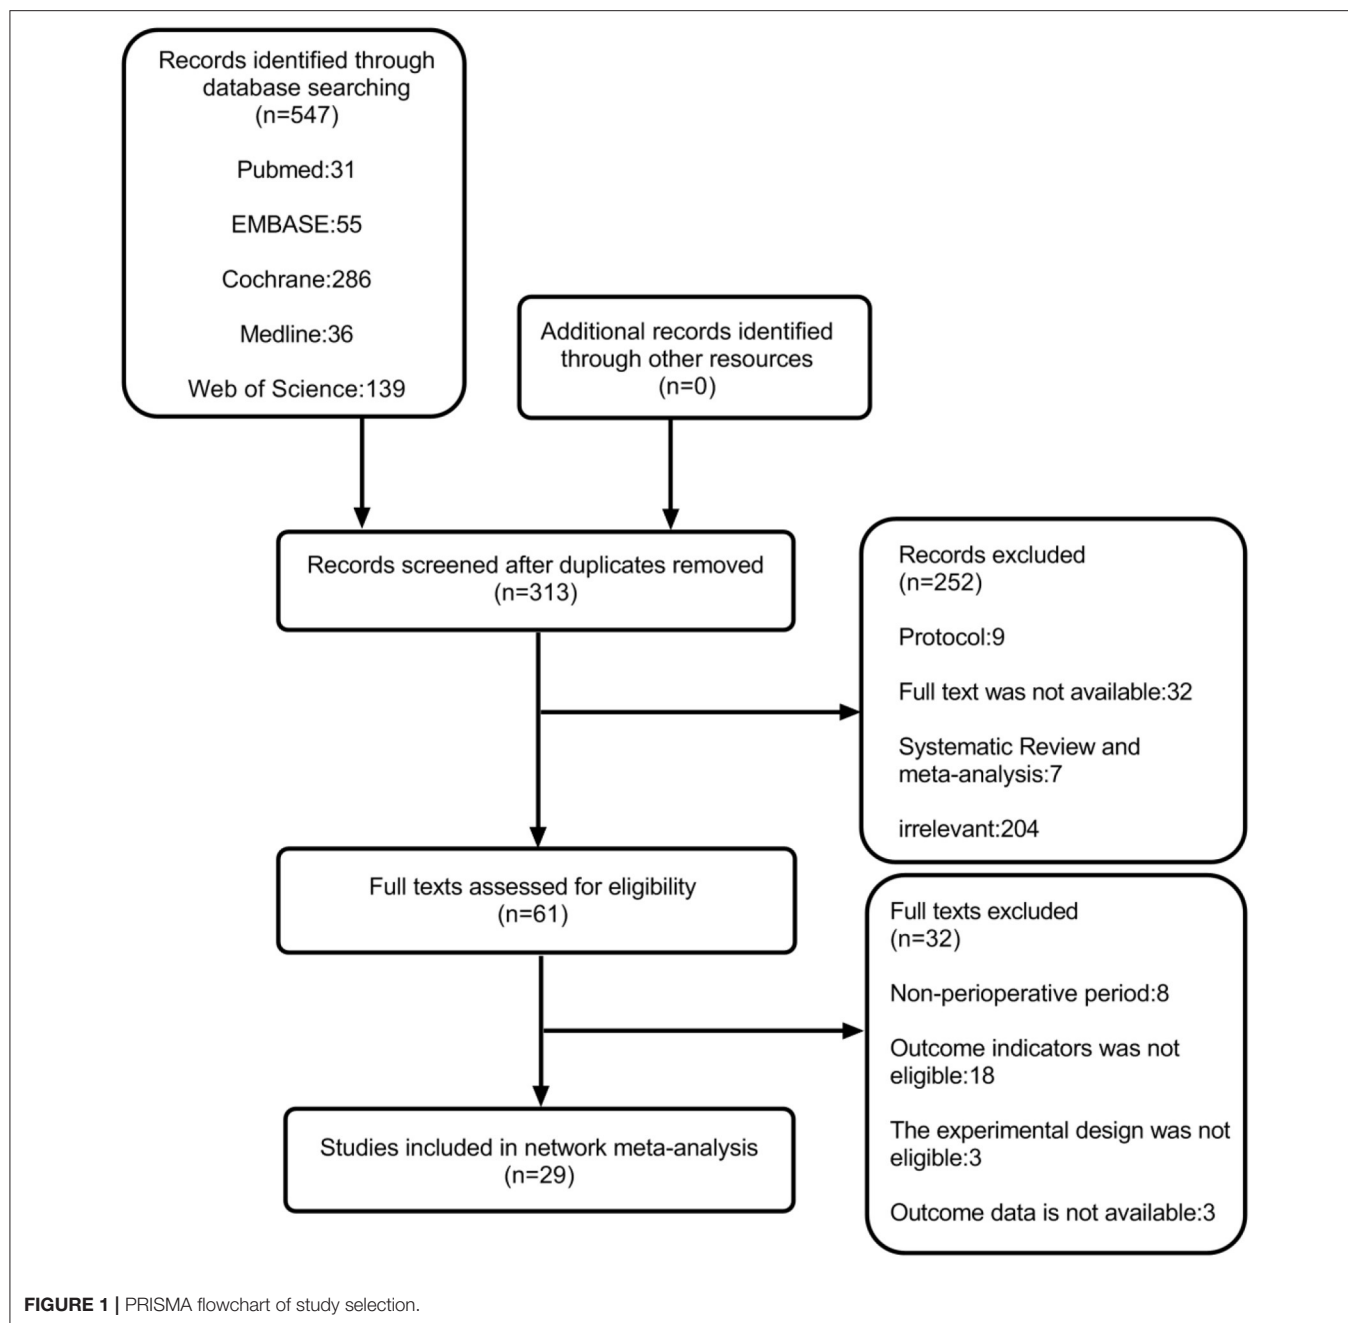 Records identified through
database searching
(n=547)
Pubmed:31
EMBASE:55
Cochrane:286
Medline:36
Web of Science:139
Additional records identified
through other resources
(n=0)
Records screened after duplicates removed
(n=313)
Records excluded
(n=252)
Protocol:9
Full text was not available:32
Systematic Review and
meta-analysis:7
irrelevant:204
Full texts assessed for eligibility
(n=61)
Full texts excluded
(n=32)
Non-perioperative period:8
Outcome indicators was not
eligible:18
The experimental design was not
eligible:3
Outcome data is not available:3
Studies included in network meta-analysis
(n=29)
FIGURE 1 | PRISMA flowchart of study selection.